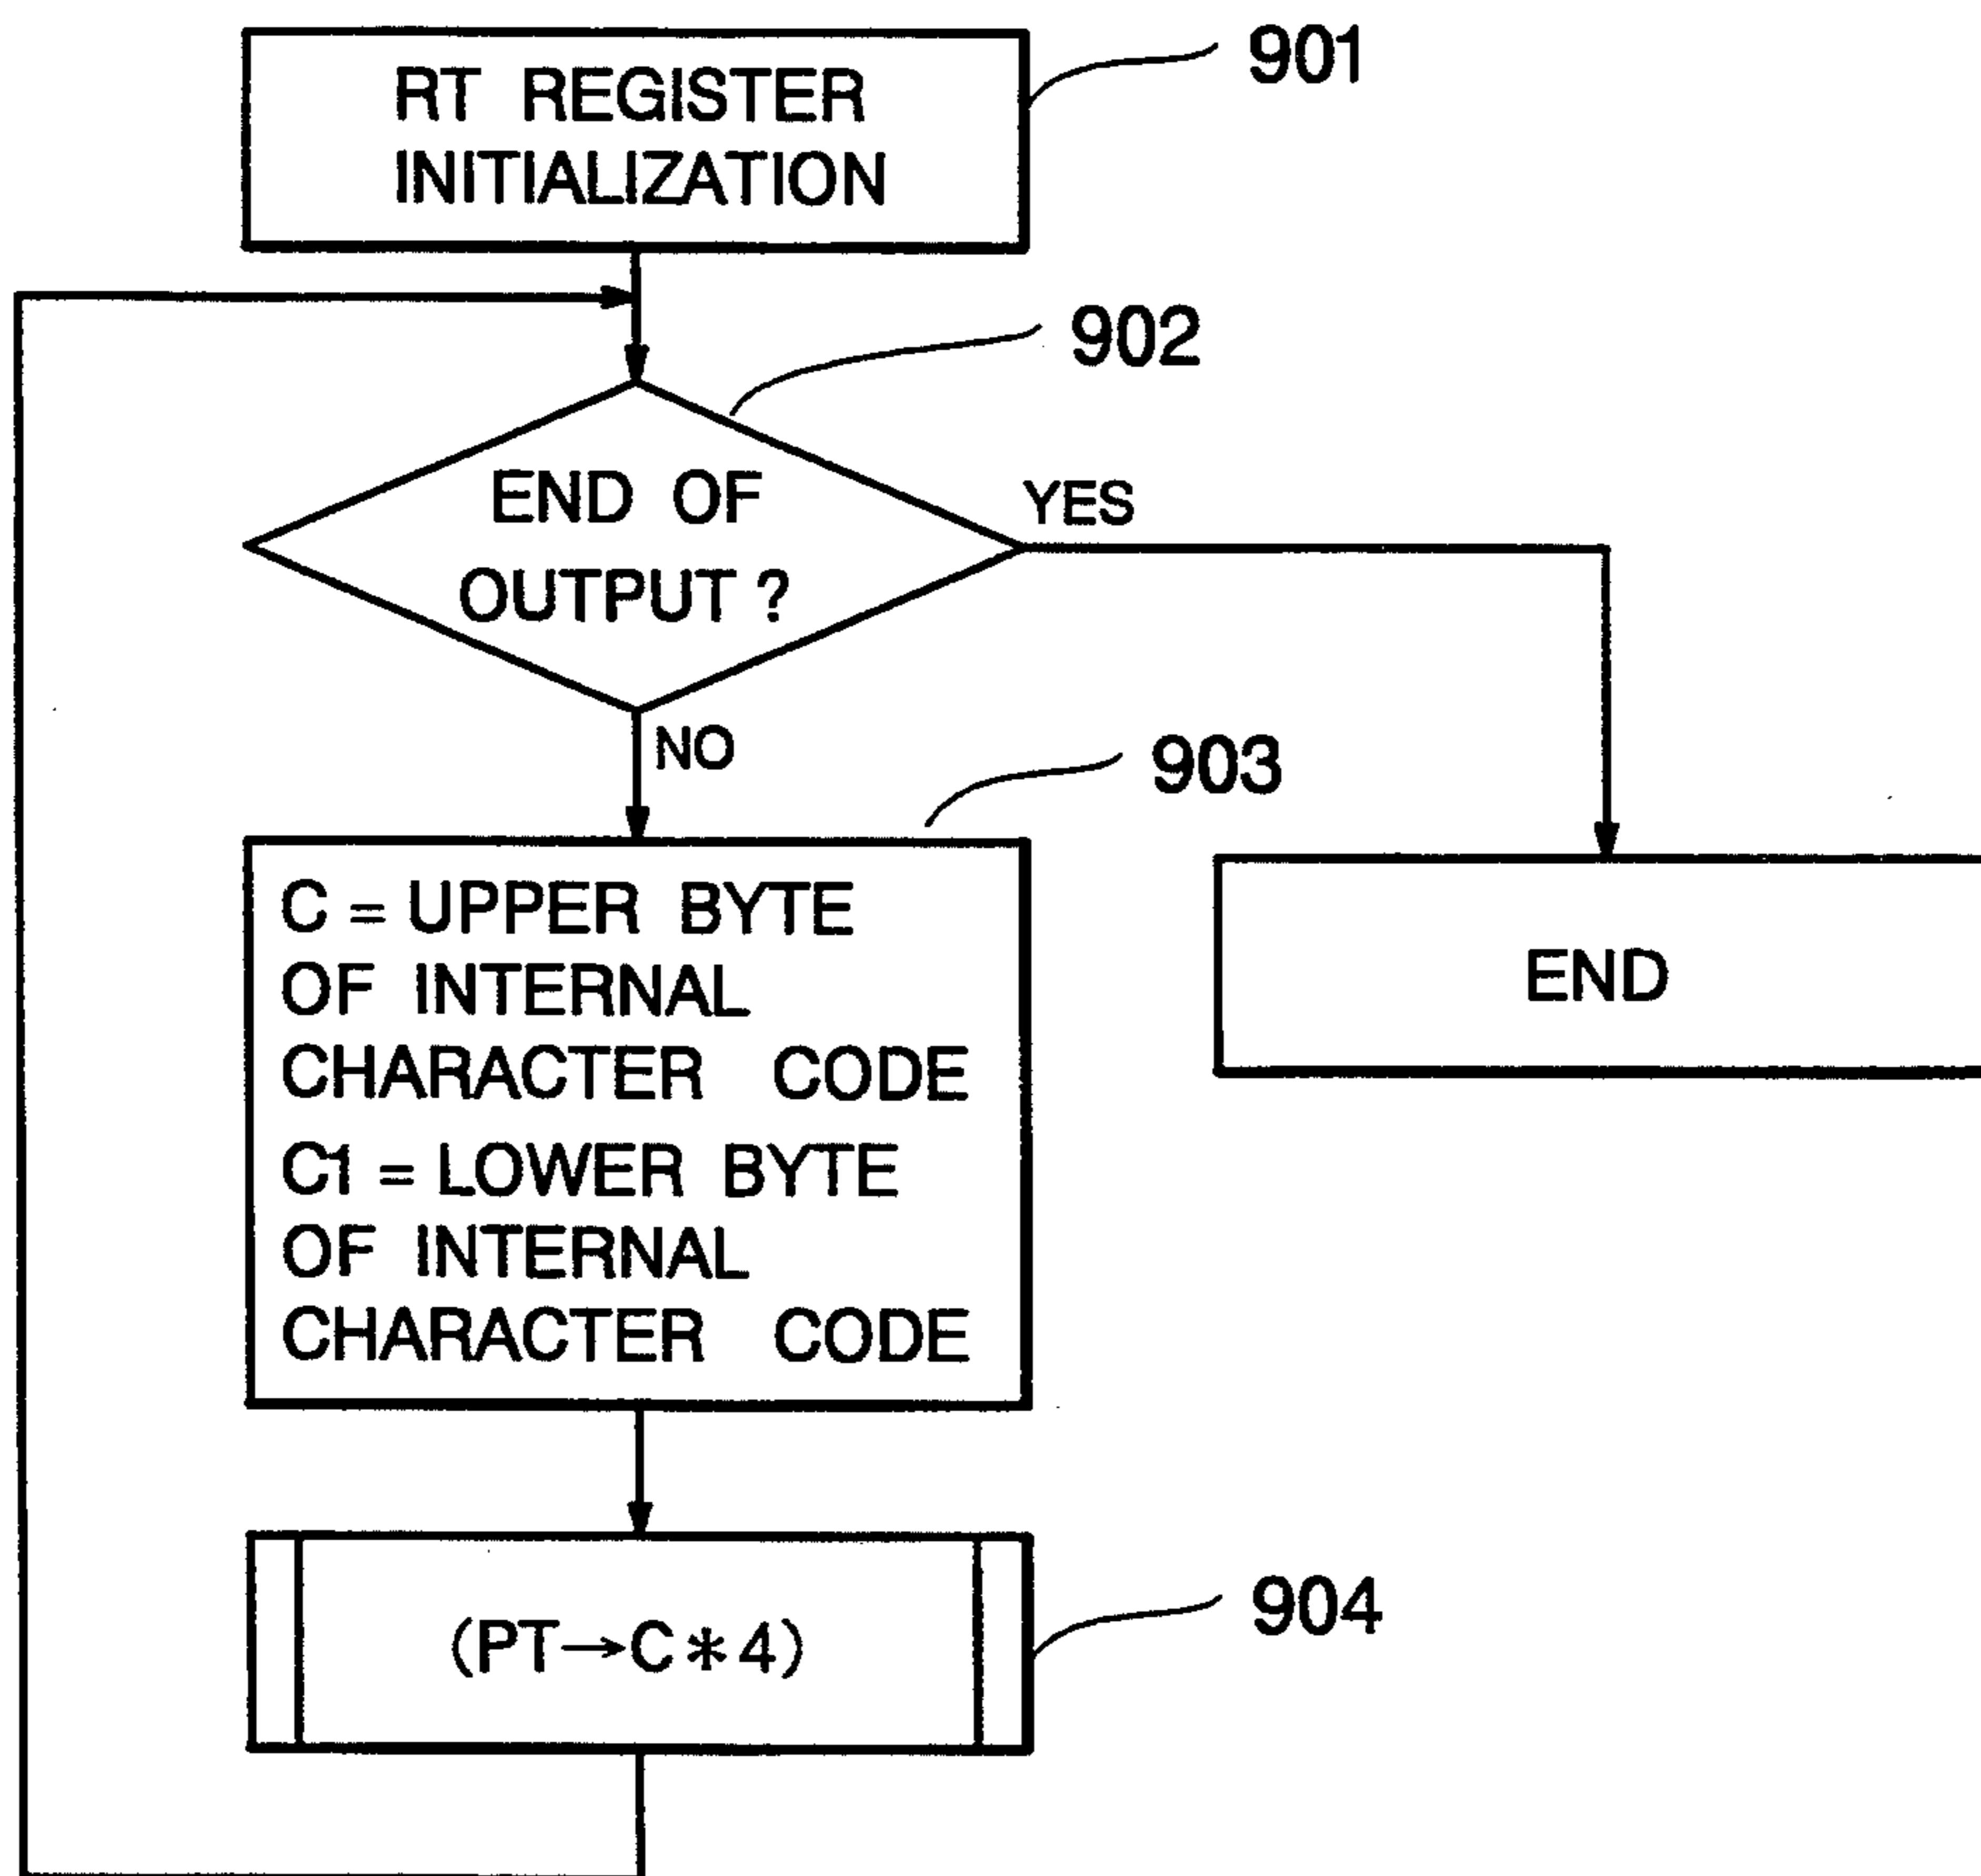 RT REGISTER
INITIALIZATION
901
902
END OF
OUTPUT ?
YES
NO
903
C = UPPER BYTE
OF INTERNAL
CHARACTER CODE
C1 = LOWER BYTE
OF INTERNAL
CHARACTER CODE
END
(PT→C*4)
904